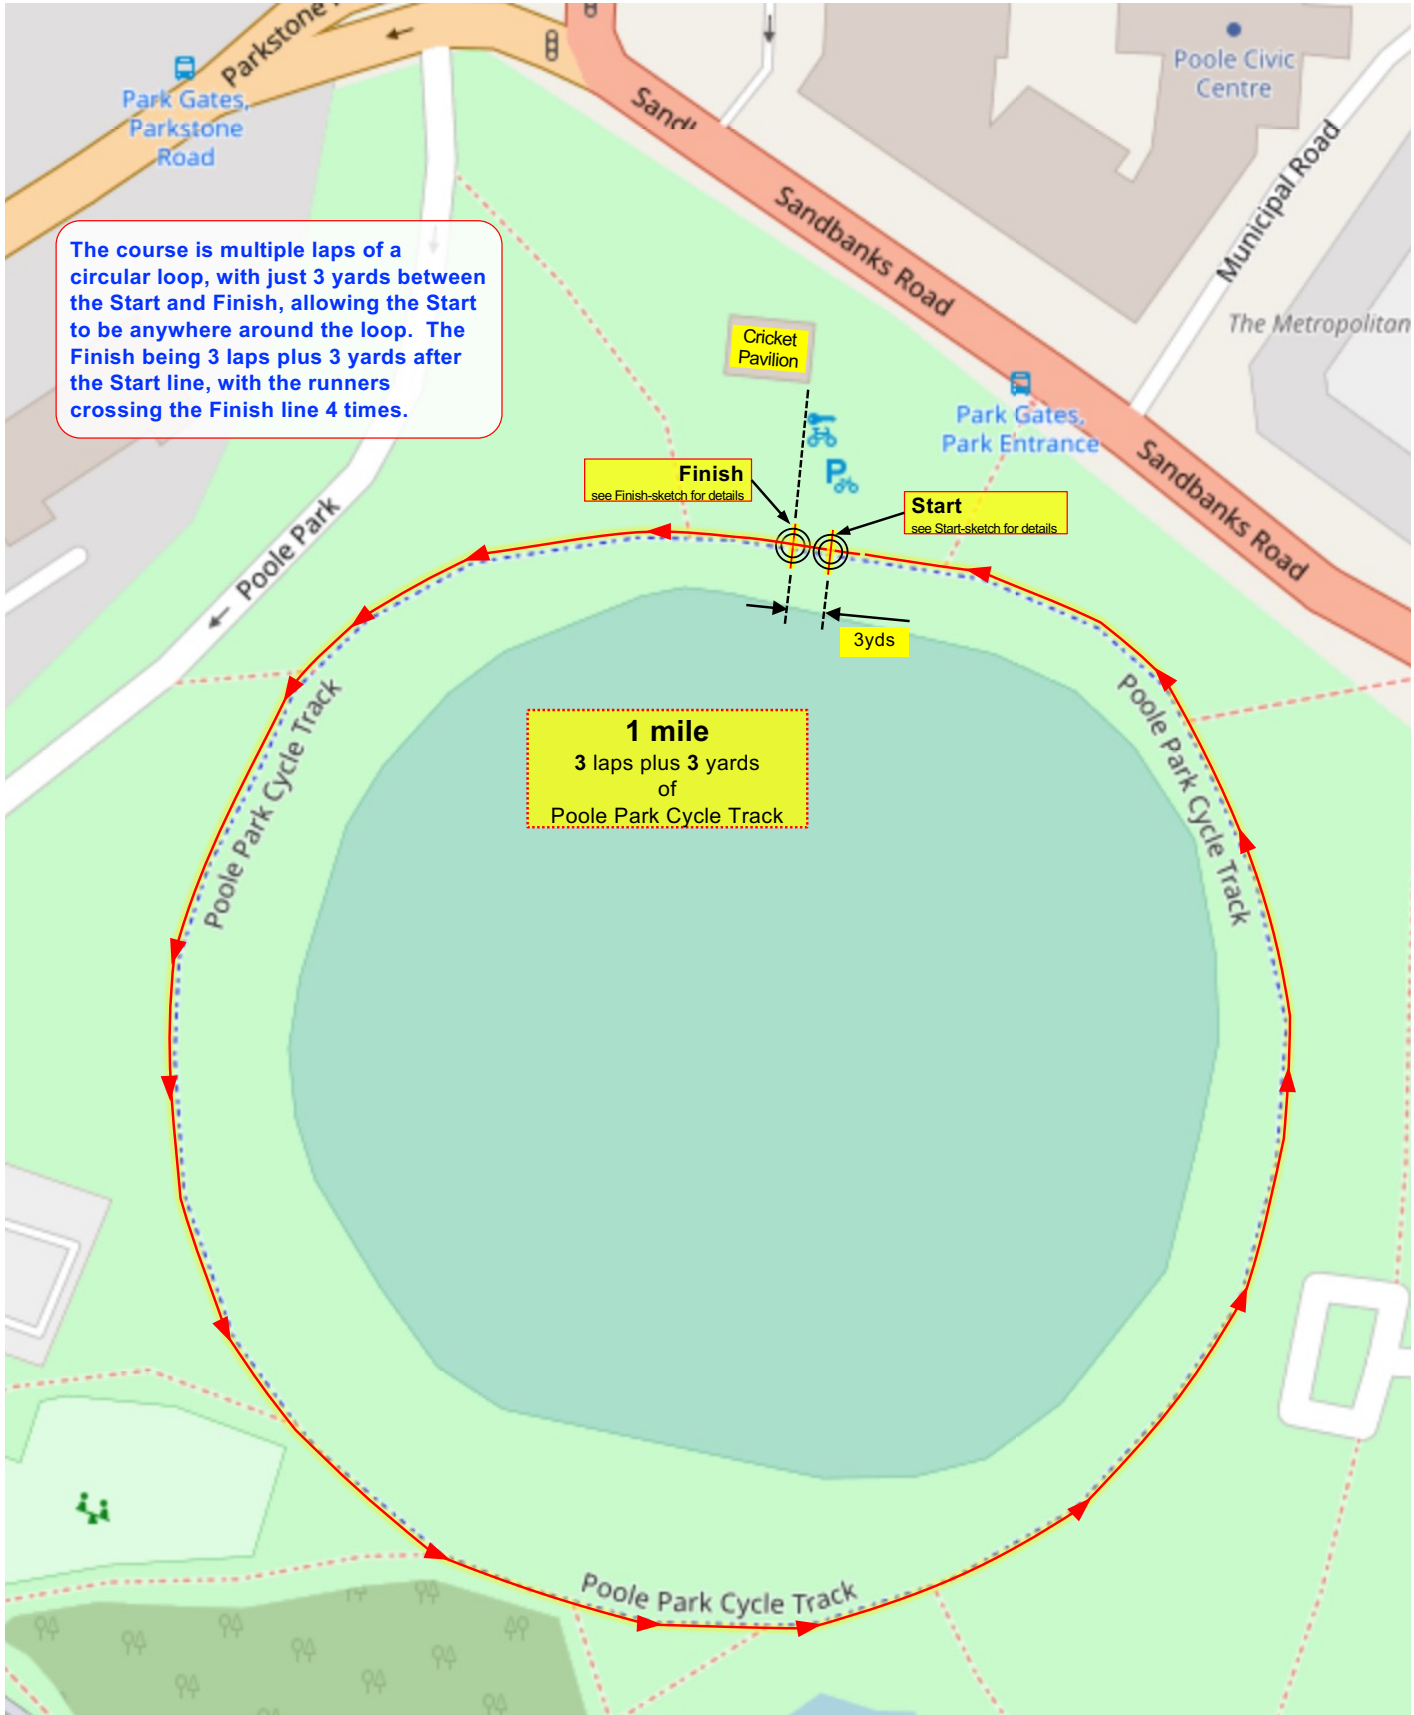 Parkstone
Sandl
Poole Civic
Centre
Park Gates,
Parkstone
Road
Municipal Road
Sandbanks Road
The course is multiple laps of a
circular loop, with just 3 yards between
the Start and Finish, allowing the Start
to be anywhere around the loop. The
Finish being 3 laps plus 3 yards after
the Start line, with the runners
crossing the Finish line 4 times.
The Metropolitan
Cricket
Pavilion
Park Gates,
Park Entrance
P
Finish
see Finish-sketch for details
Start
see Start-sketch for details
Sandbanks Road
Poole Park
3yds
1 mile
3 laps plus 3 yards
of
Poole Park Cycle Track
Poole Park Cycle Track
Poole Park Cycle Track
Poole Park Cycle Track